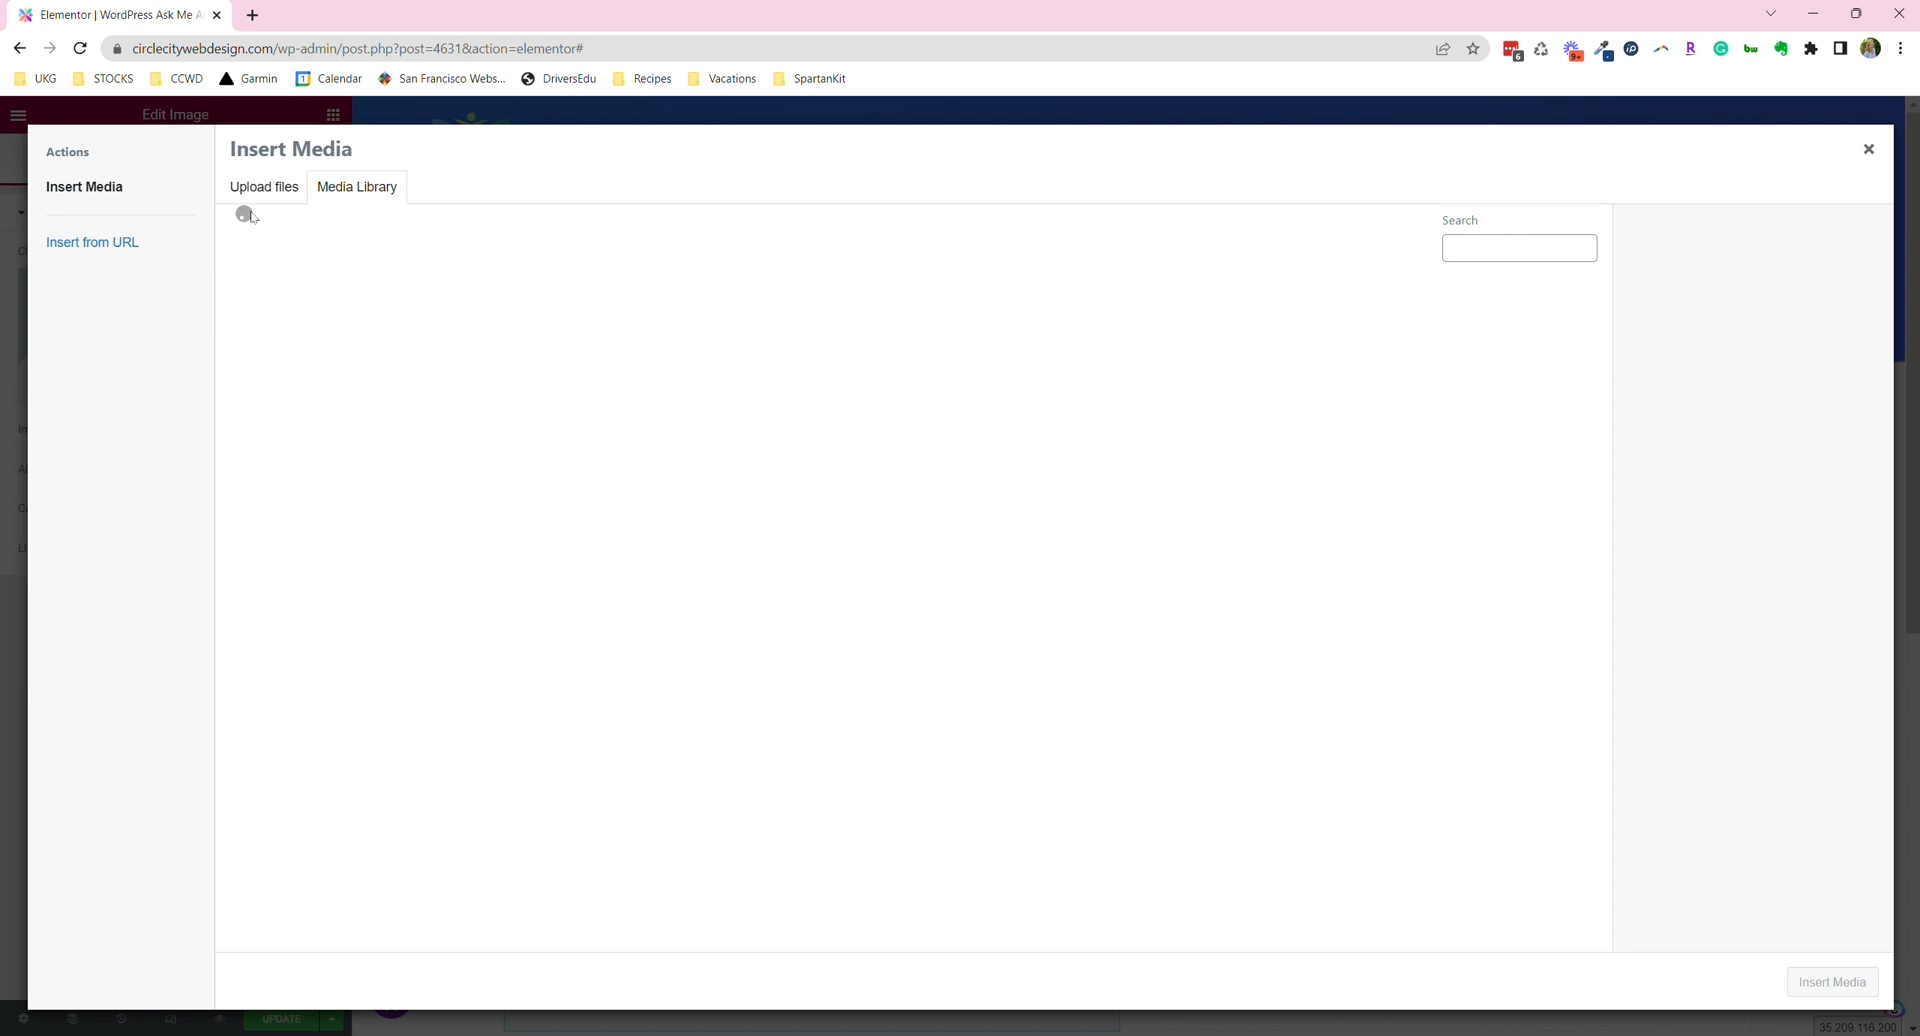 Elementor | WordPress Ask Me A
circlecitywebdesign.com/wp-admin/post.php?post=4631&action=elementor#
6
9+
UKG
STOCKS
CCWD
Garmin
Calendar
San Francisco Webs...
DriversEdu
Recipes
Vacations
SpartanKit
Edit Image
Actions
Insert Media
Insert from URL
Insert Media
Upload files
Media Library
Search
Insert Media
UPDATE
35.209.116.200